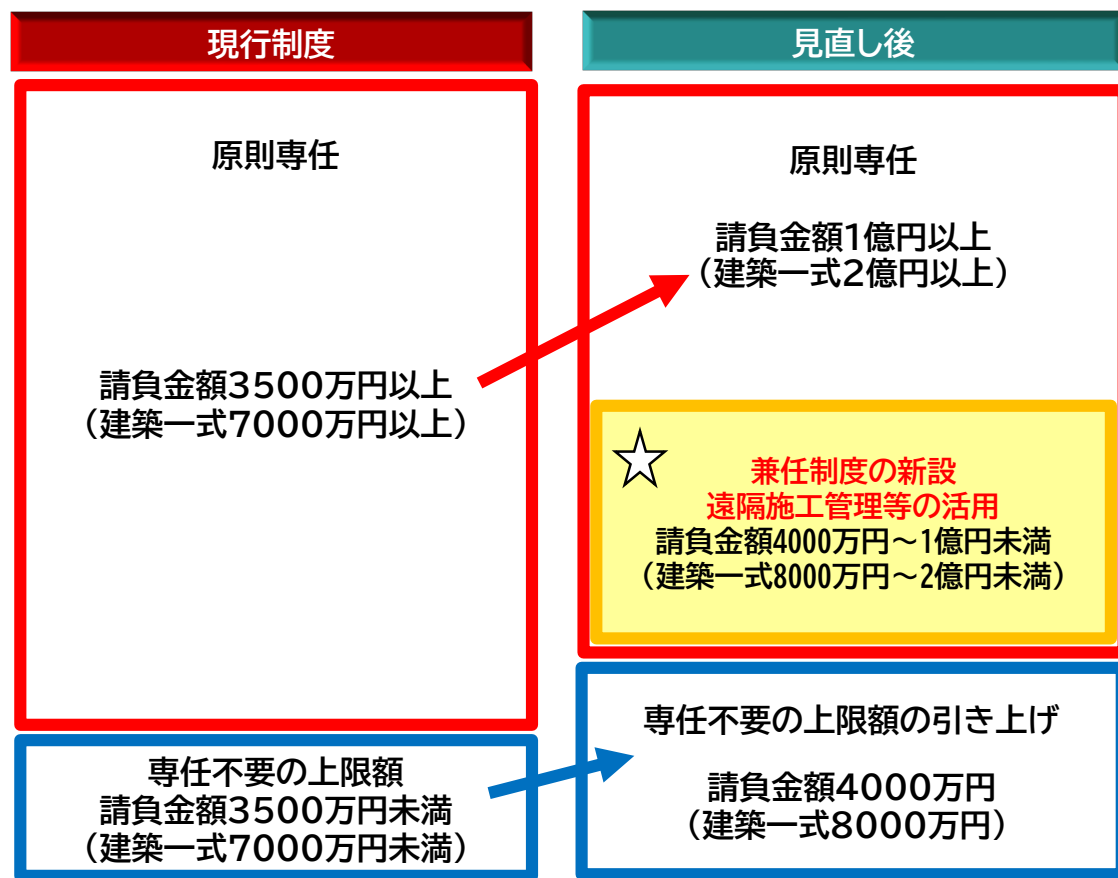 現行制度
原則専任
請負金額3500万円以上
（建築一式7000万円以上）
専任不要の上限額
請負金額3500万円未満
（建築一式7000万円未満）
見直し後
原則専任
請負金額1億円以上
（建築一式2億円以上）
兼任制度の新設
遠隔施工管理等の活用
請負金額4000万円～1億円未満
（建築一式8000万円～2億円未満）
専任不要の上限額の引き上げ
請負金額4000万円
（建築一式8000万円）